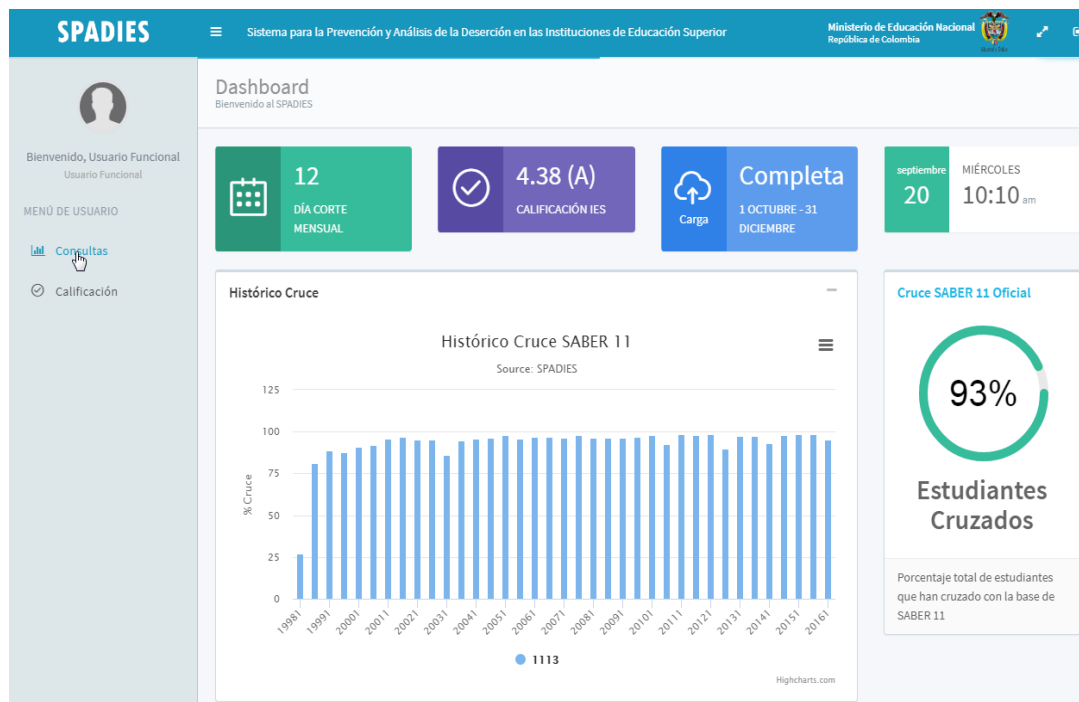 SPADIES
Sistema para la Prevención y Análisis de la Deserción en las Instituciones de Educación Superior
Ministerio de Educación Nacional
República de Colombia
Dashboard
Bienvenido al SPADIES
Bienvenido, Usuario Funcional
Usuario Funcional
MENÚ DE USUARIO
Consultas
Calificación
12
DÍA CORTE
MENSUAL
4.38 (A)
CALIFICACIÓN IES
Carga
Completa
1 OCTUBRE - 31
DICIEMBRE
septiembre
20
MIÉRCOLES
10:10 am
Histórico Cruce
Histórico Cruce SABER 11
Source: SPADIES
% Cruce
125
100
75
50
25
0
19981
19991
20001
20011
20021
20031
20041
20051
20061
20071
20081
20091
20101
20111
20121
20131
20141
20151
20161
1113
Highcharts.com
Cruce SABER 11 Oficial
93%
Estudiantes
Cruzados
Porcentaje total de estudiantes
que han cruzado con la base de
SABER 11